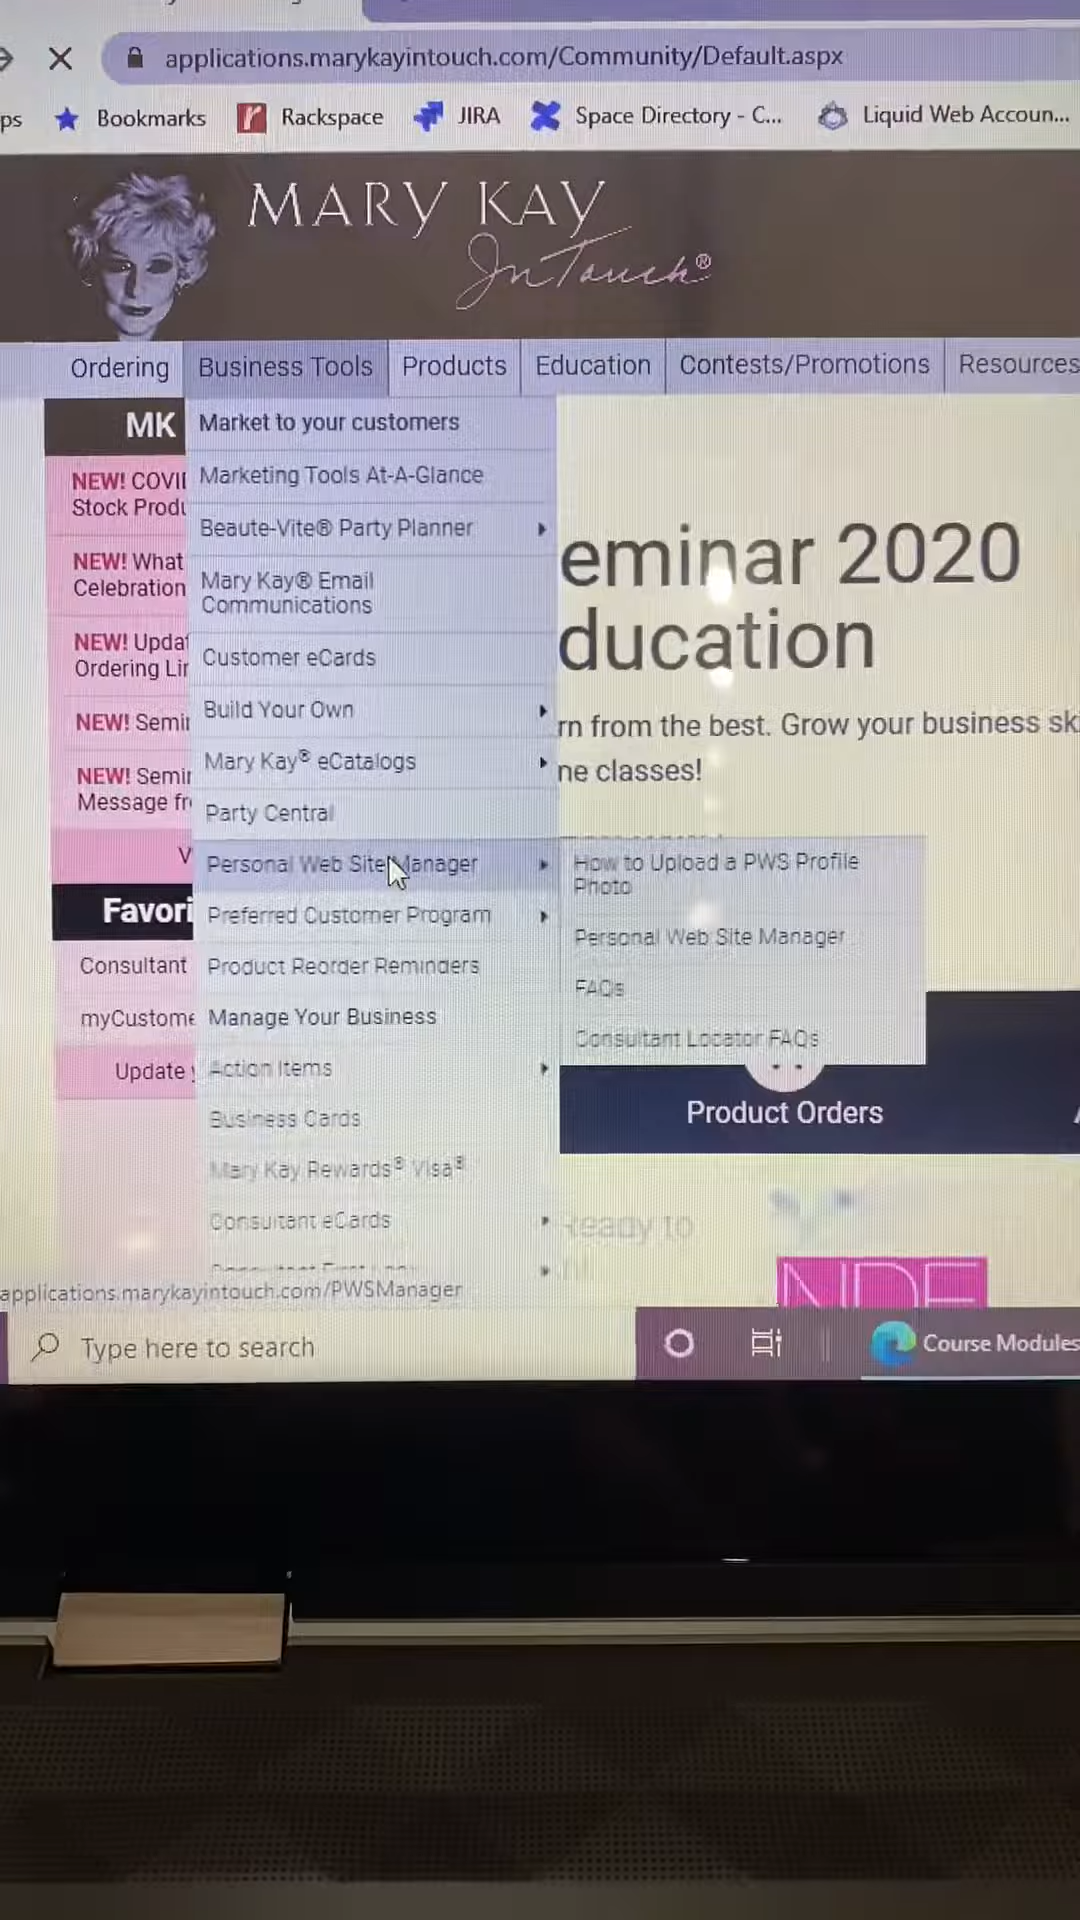 applications.marykayintouch.com/Community/Default.aspx
ps Bookmarks Rackspace JIRA Space Directory - C... Liquid Web Accoun...
MARY KAY
InTouch®
Ordering Business Tools Products Education Contests/Promotions Resources
MK
NEW! COVI
Stock Produ
NEW! What
Celebration
NEW! Upda
Ordering Li
NEW! Semi
NEW! Semi
Message fr
V
Favori
Consultant
myCustome
Update
Market to your customers
Marketing Tools At-A-Glance
Beaute-Vite® Party Planner
Mary Kay® Email
Communications
Customer eCards
Build Your Own
Mary Kay® eCatalogs
Party Central
Personal Web Site Manager
Preferred Customer Program
Product Reorder Reminders
Manage Your Business
Action Items
Business Cards
Mary Kay Rewards® Visa®
Consultant eCards
How to Upload a PWS Profile
Photo
Personal Web Site Manager
FAQs
Consultant Locator FAQs
eminar 2020
ducation
rn from the best. Grow your business ski
ne classes!
Product Orders
Ready to
applications.marykayintouch.com/PWSManager
Type here to search
Course Modules